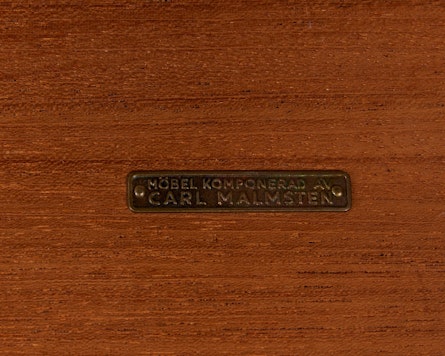 MÖBEL KOMPONERAD AV
CARL MALMSTEN